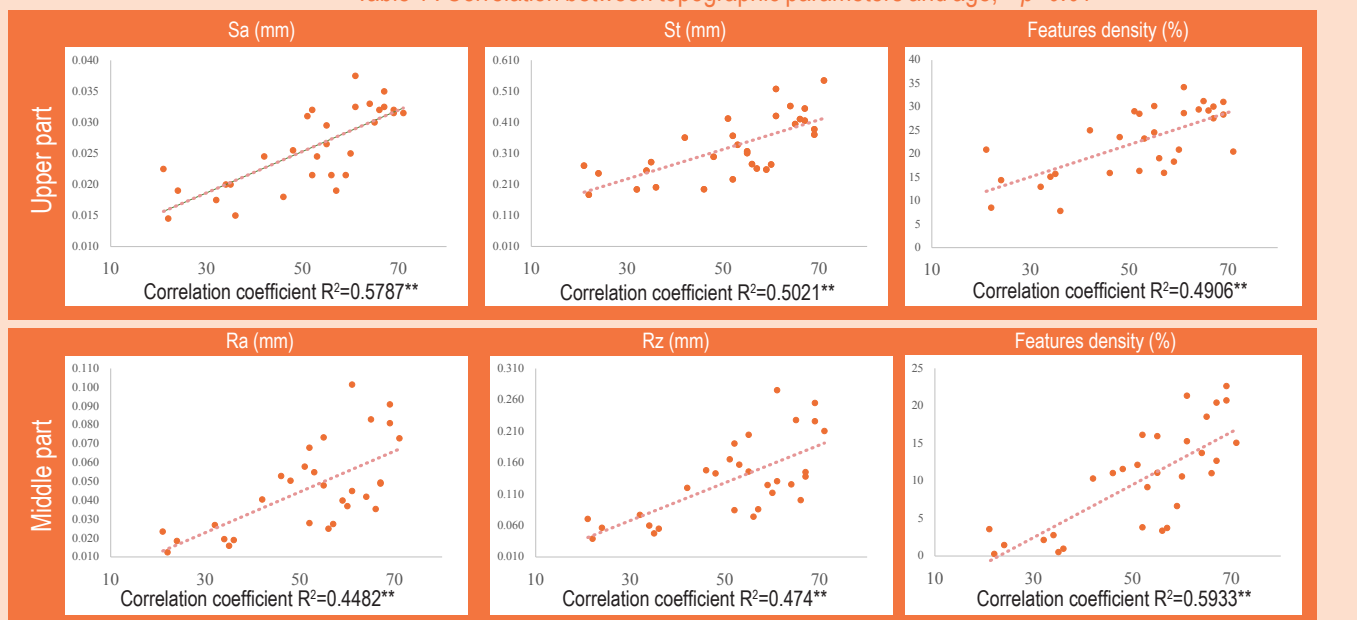 Sa (mm) St (mm) Features density (%)
Upper part
0.040
0.030
0.025
0.020
0.015
0.010
10 30 50 70
Correlation coefficient R²=0.5787**
0.610
0.510
0.410
0.310
0.210
0.110
0.010
10 30 50 70
Correlation coefficient R²=0.5021**
40
35
30
25
20
15
10
5
0
10 30 50 70
Correlation coefficient R²=0.4906**
Ra (mm) Rz (mm) Features density (%)
Middle part
0.110
0.100
0.090
0.080
0.070
0.060
0.050
0.040
0.030
0.020
0.010
10 30 50 70
Correlation coefficient R²=0.4482**
0.310
0.260
0.210
0.160
0.110
0.060
0.010
10 30 50 70
Correlation coefficient R²=0.474**
25
20
15
10
5
0
10 30 50 70
Correlation coefficient R²=0.5933**